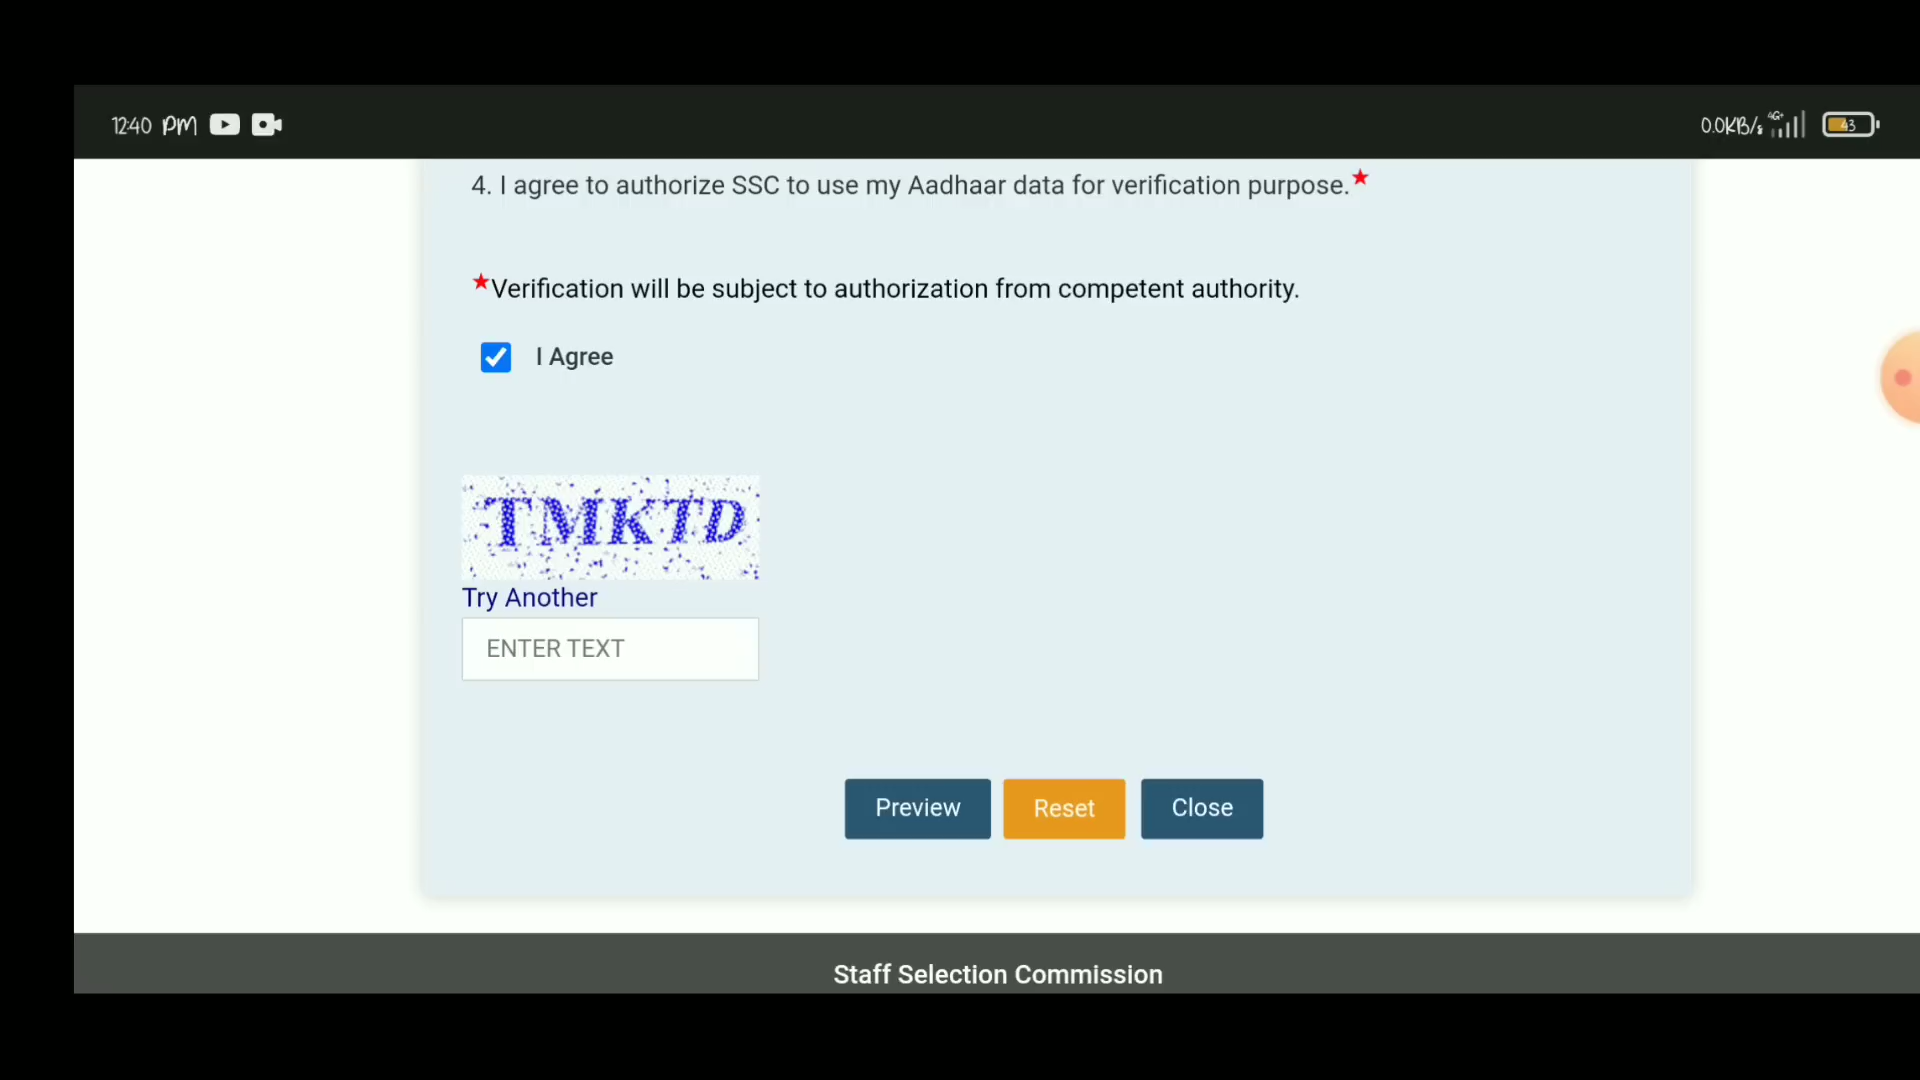 12:40 PM
0.0KB/s 4G+ 43
4. I agree to authorize SSC to use my Aadhaar data for verification purpose.★
★Verification will be subject to authorization from competent authority.
I Agree
TMKTD
Try Another
ENTER TEXT
Preview Reset Close
Staff Selection Commission